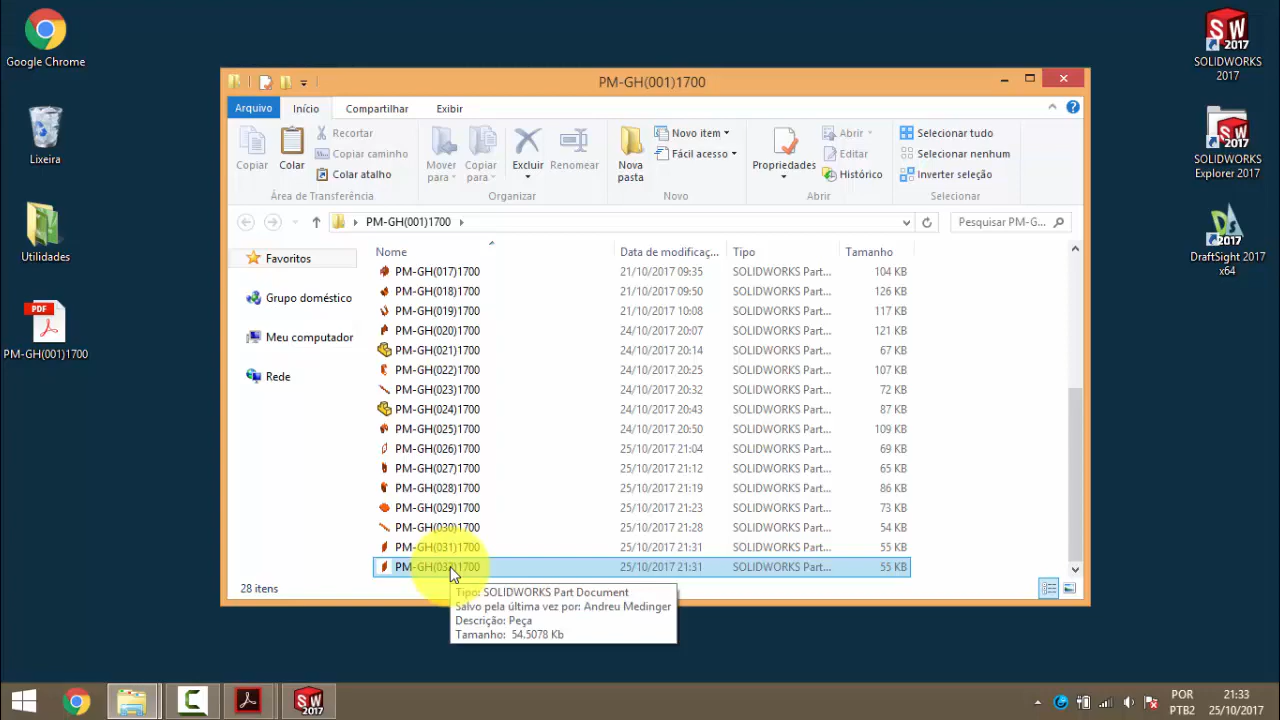 Google Chrome
Lixeira
Utilidades
PDF
PM-GH(001)1700
SW
2017
SOLIDWORKS
2017
SOLIDWORKS
Explorer 2017
2017
DraftSight 2017
x64
PM-GH(001)1700
Arquivo Início Compartilhar Exibir
Copiar
Colar
Recortar
Copiar caminho
Colar atalho
Área de Transferência
Mover
para
Copiar
para
Excluir
Renomear
Organizar
Nova
pasta
Novo item
Fácil acesso
Novo
Propriedades
Abrir
Editar
Histórico
Abrir
Selecionar tudo
Selecionar nenhum
Inverter seleção
Selecionar
PM-GH(001)1700
Pesquisar PM-G...
Favoritos
Grupo doméstico
Meu computador
Rede
Nome Data de modificaç... Tipo Tamanho
PM-GH(017)1700 21/10/2017 09:35 SOLIDWORKS Part... 104 KB
PM-GH(018)1700 21/10/2017 09:50 SOLIDWORKS Part... 126 KB
PM-GH(019)1700 21/10/2017 10:08 SOLIDWORKS Part... 117 KB
PM-GH(020)1700 24/10/2017 20:07 SOLIDWORKS Part... 121 KB
PM-GH(021)1700 24/10/2017 20:14 SOLIDWORKS Part... 67 KB
PM-GH(022)1700 24/10/2017 20:25 SOLIDWORKS Part... 107 KB
PM-GH(023)1700 24/10/2017 20:32 SOLIDWORKS Part... 72 KB
PM-GH(024)1700 24/10/2017 20:43 SOLIDWORKS Part... 87 KB
PM-GH(025)1700 24/10/2017 20:50 SOLIDWORKS Part... 109 KB
PM-GH(026)1700 25/10/2017 21:04 SOLIDWORKS Part... 69 KB
PM-GH(027)1700 25/10/2017 21:12 SOLIDWORKS Part... 65 KB
PM-GH(028)1700 25/10/2017 21:19 SOLIDWORKS Part... 86 KB
PM-GH(029)1700 25/10/2017 21:23 SOLIDWORKS Part... 73 KB
PM-GH(030)1700 25/10/2017 21:28 SOLIDWORKS Part... 54 KB
PM-GH(031)1700 25/10/2017 21:31 SOLIDWORKS Part... 55 KB
PM-GH(032)1700 25/10/2017 21:31 SOLIDWORKS Part... 55 KB
Tipo: SOLIDWORKS Part Document
Salvo pela última vez por: Andreu Medinger
Descrição: Peça
Tamanho: 54.5078 Kb
28 itens
SW
2017
POR
PTB2
21:33
25/10/2017